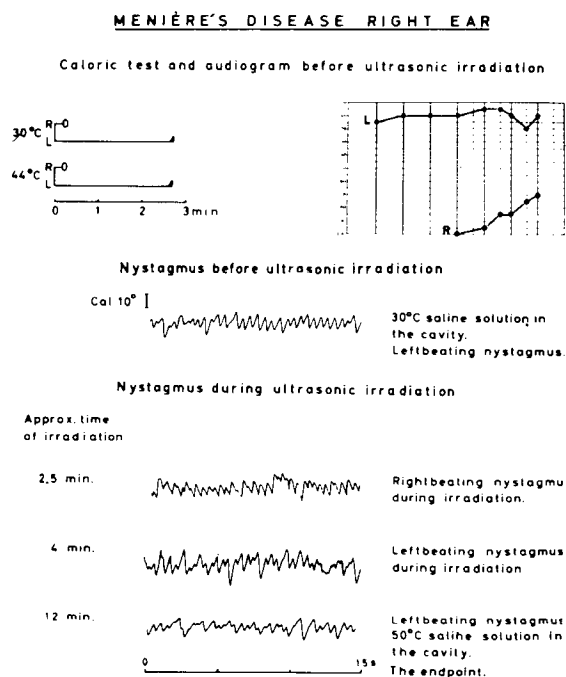 MENIÈRE'S DISEASE RIGHT EAR
Caloric test and audiogram before ultrasonic irradiation
30°C R O
L
44°C R O
L
0 1 2 3 min
L
R
Nystagmus before ultrasonic irradiation
Cal 10°
30°C saline solution in
the cavity.
Leftbeating nystagmus.
Nystagmus during ultrasonic irradiation
Approx. time
of irradiation
2,5 min.
Rightbeating nystagmu
during irradiation.
4 min.
Leftbeating nystagmus
during irradiation
12 min.
Leftbeating nystagmus
50°C saline solution in
the cavity.
The endpoint.
0 15 s